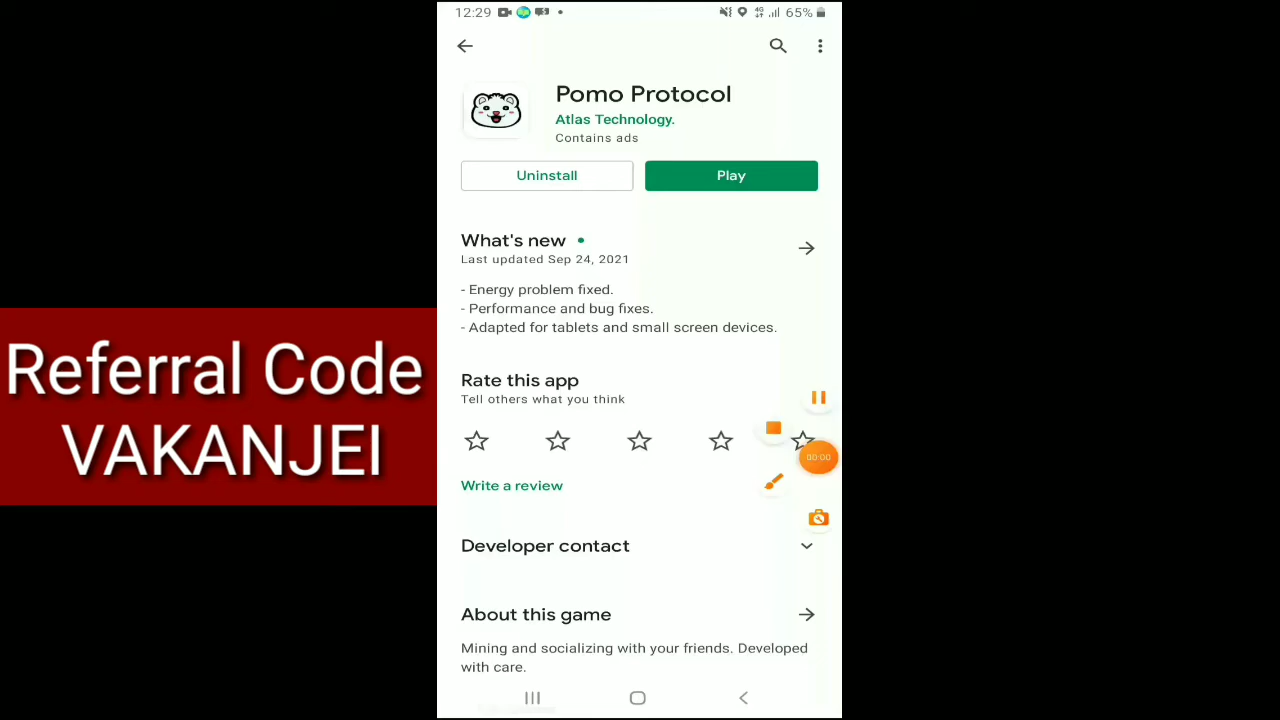 12:29
4G
65%
Pomo Protocol
Atlas Technology.
Contains ads
Uninstall
Play
What's new
Last updated Sep 24, 2021
- Energy problem fixed.
- Performance and bug fixes.
- Adapted for tablets and small screen devices.
Referral Code
VAKANJEI
Rate this app
Tell others what you think
00:00
Write a review
Developer contact
About this game
Mining and socializing with your friends. Developed
with care.